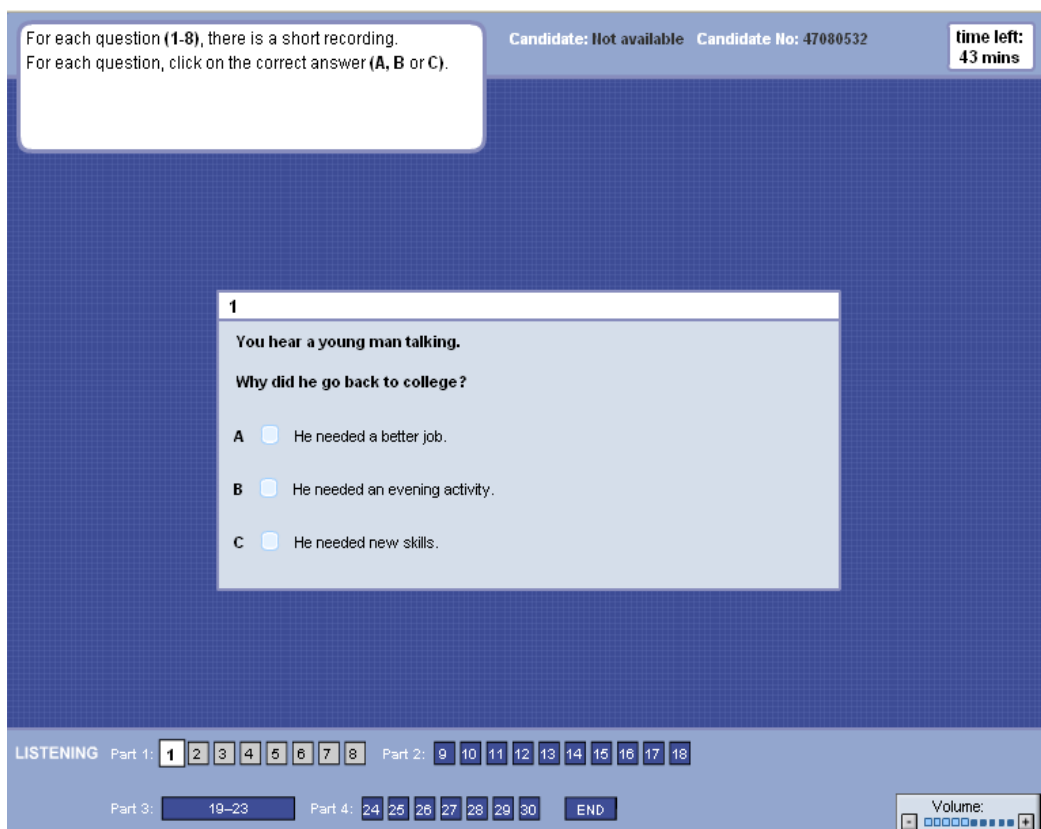 For each question (1-8), there is a short recording.
For each question, click on the correct answer (A, B or C).
Candidate: Not available Candidate No: 47080532
time left:
43 mins
1
You hear a young man talking.
Why did he go back to college?
A He needed a better job.
B He needed an evening activity.
C He needed new skills.
LISTENING Part 1: 1 2 3 4 5 6 7 8 Part 2: 9 10 11 12 13 14 15 16 17 18
Part 3: 19–23 Part 4: 24 25 26 27 28 29 30 END
Volume:
- +